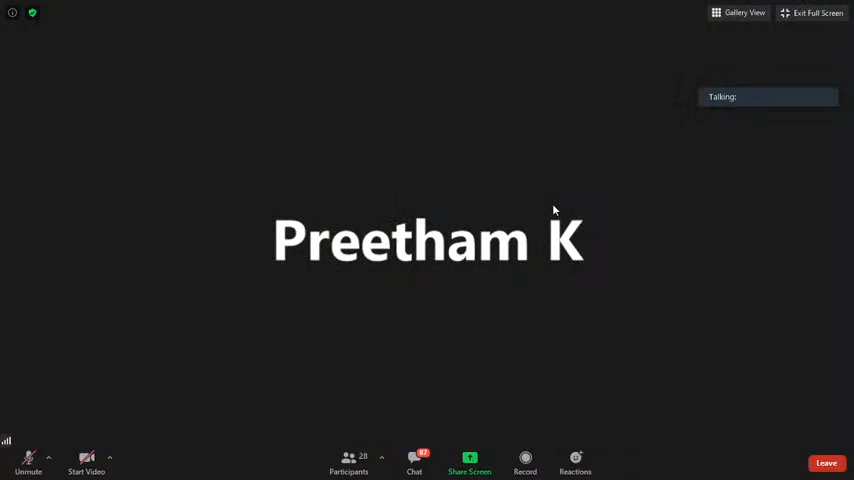 Gallery View
Exit Full Screen
Talking:
Preetham K
Unmute
Start Video
28
Participants
87
Chat
Share Screen
Record
Reactions
Leave